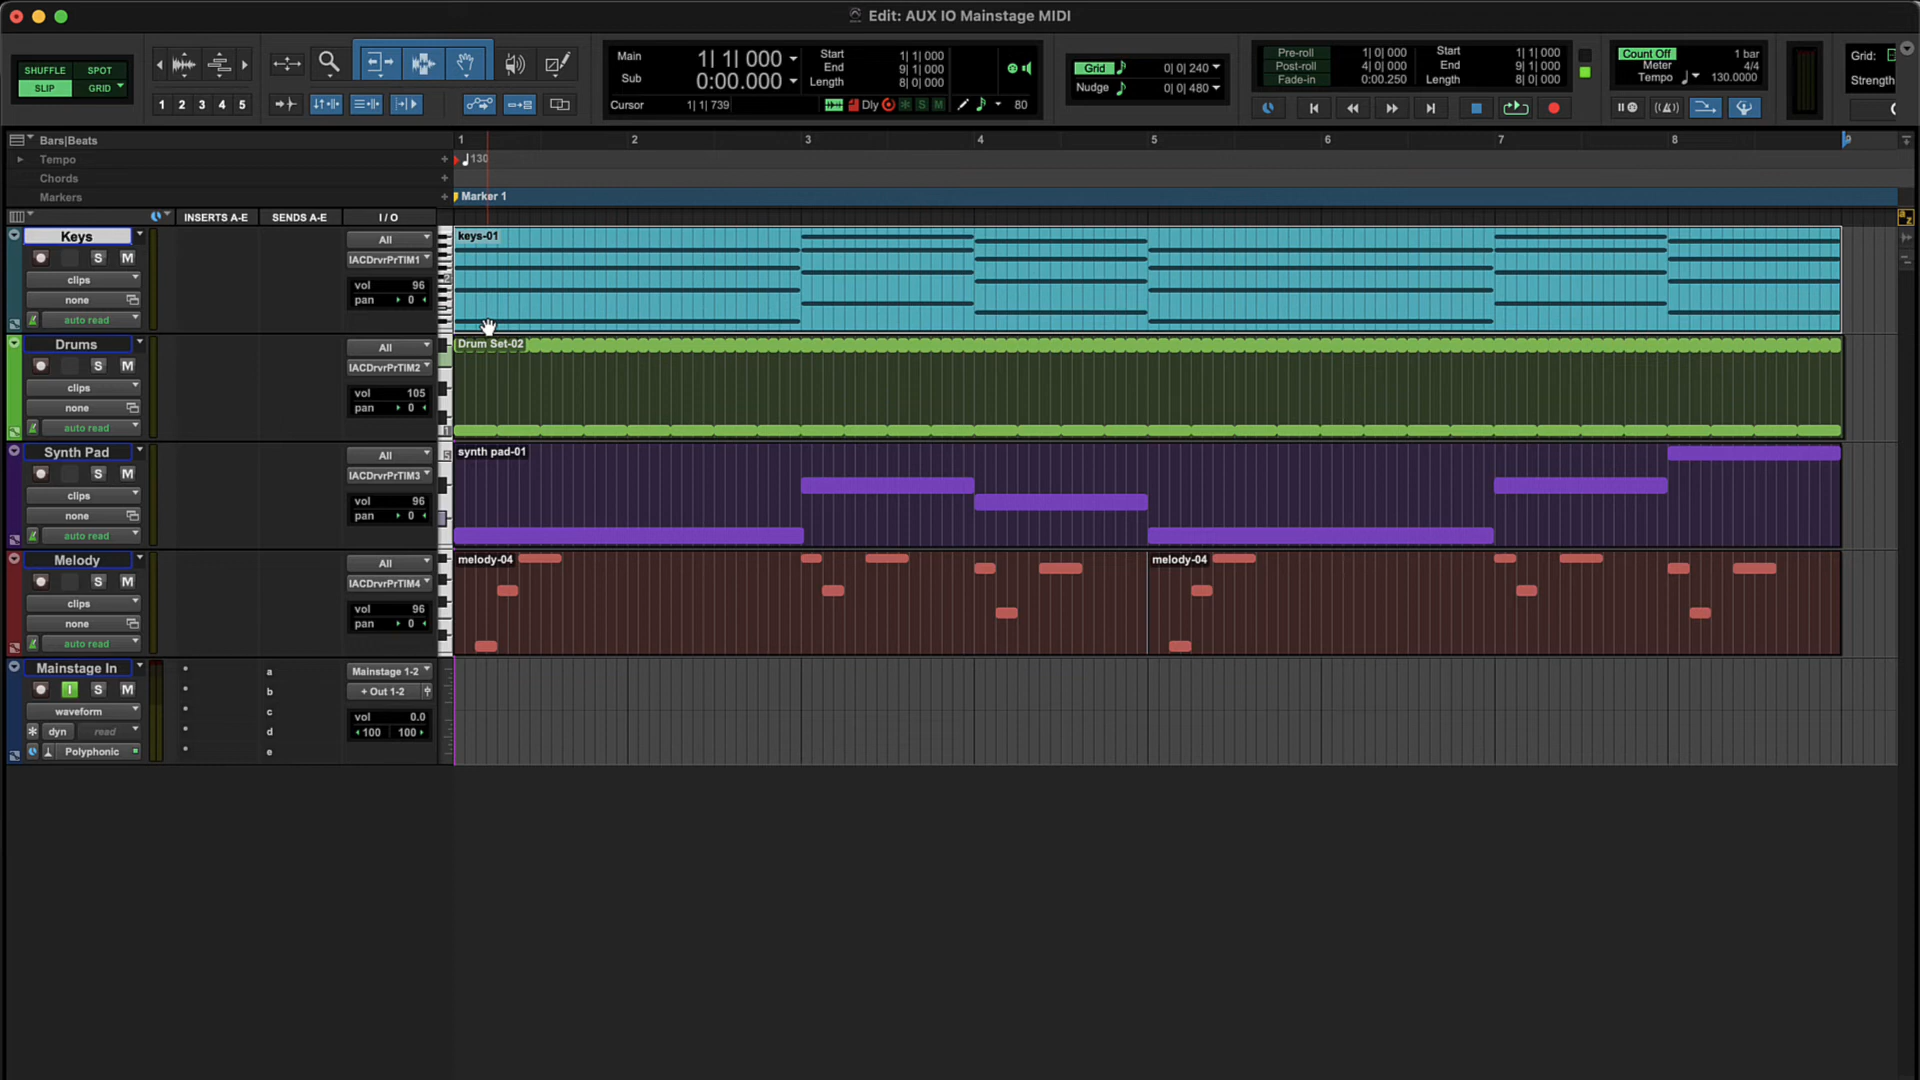 Edit: AUX IO Mainstage MIDI
SHUFFLE SPOT
SLIP GRID
1 2 3 4 5
Main 1| 1| 000
Sub 0:00.000
Cursor 1| 1| 739
Start 1| 1| 000
End 9| 1| 000
Length 8| 0| 000
Dly S M 80
Grid 0| 0| 240
Nudge 0| 0| 480
Pre-roll 1| 0| 000
Post-roll 4| 0| 000
Fade-in 0:00.250
Start 1| 1| 000
End 9| 1| 000
Length 8| 0| 000
Count Off 1 bar
Meter 4/4
Tempo 130.0000
Grid:
Strength
Bars|Beats 1 2 3 4 5 6 7 8 9
Tempo + 130
Chords +
Markers + Marker 1
INSERTS A-E SENDS A-E I / O
Keys
S M
clips
none
auto read
All
IACDrvrPrTIM1
vol 96
pan 0
keys-01
Drums
S M
clips
none
auto read
All
IACDrvrPrTIM2
vol 105
pan 0
Drum Set-02
Synth Pad
S M
clips
none
auto read
All
IACDrvrPrTIM3
vol 96
pan 0
synth pad-01
Melody
S M
clips
none
auto read
All
IACDrvrPrTIM4
vol 96
pan 0
melody-04 melody-04
Mainstage In
I S M
waveform
dyn read
Polyphonic
a
b
c
d
e
Mainstage 1-2
+ Out 1-2
vol 0.0
100 100